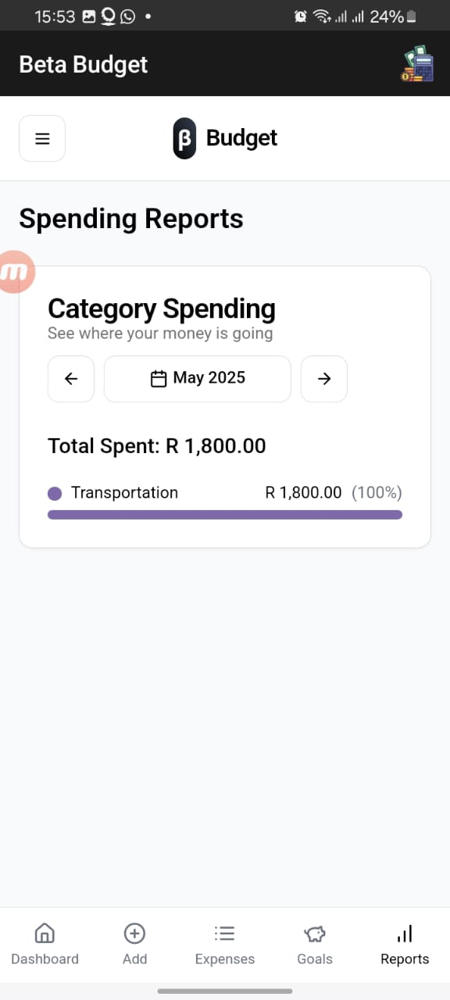 15:53 24%
Beta Budget
β Budget
Spending Reports
m
Category Spending
See where your money is going
May 2025
Total Spent: R 1,800.00
Transportation R 1,800.00 (100%)
Dashboard Add Expenses Goals Reports